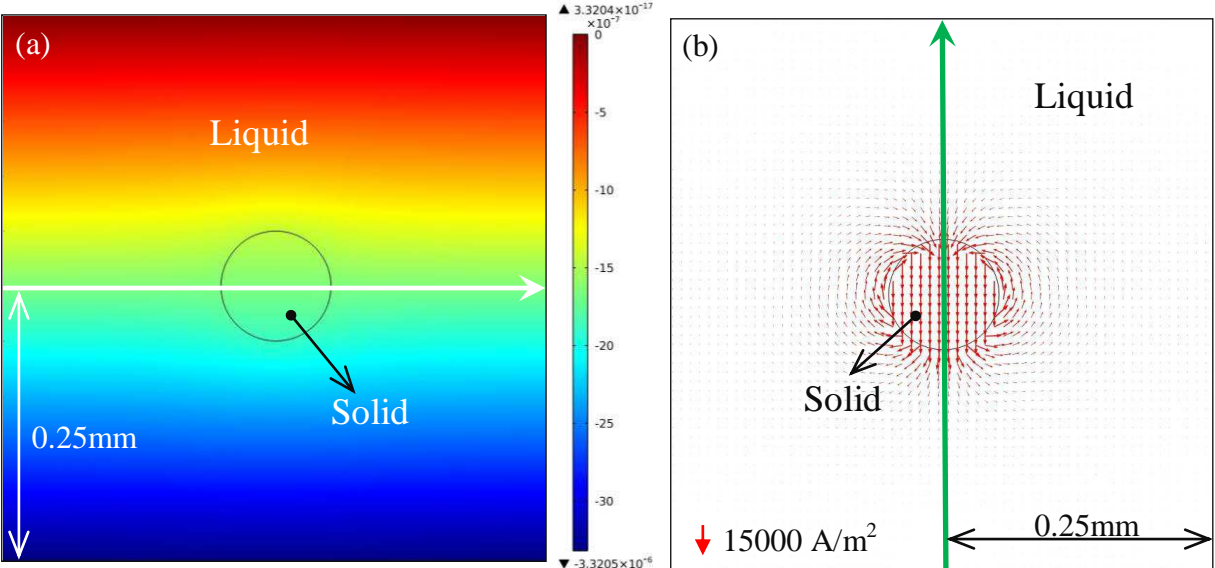 (a)
Liquid
Solid
0.25mm
▲ 3.3204×10⁻¹⁷
×10⁻⁷
0
-5
-10
-15
-20
-25
-30
▼ -3.3205×10⁻⁶
(b)
Liquid
Solid
15000 A/m²
0.25mm